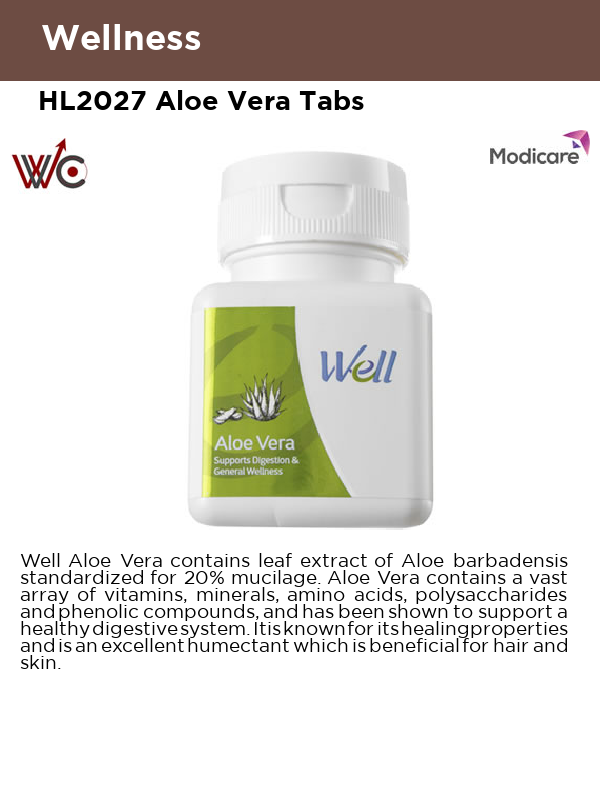 Wellness
HL2027 Aloe Vera Tabs
WC
Modicare
Well
Aloe Vera
Supports Digestion &
General Wellness
Well Aloe Vera contains leaf extract of Aloe barbadensis
standardized for 20% mucilage. Aloe Vera contains a vast
array of vitamins, minerals, amino acids, polysaccharides
and phenolic compounds, and has been shown to support a
healthy digestive system. It is known for its healing properties
and is an excellent humectant which is beneficial for hair and
skin.